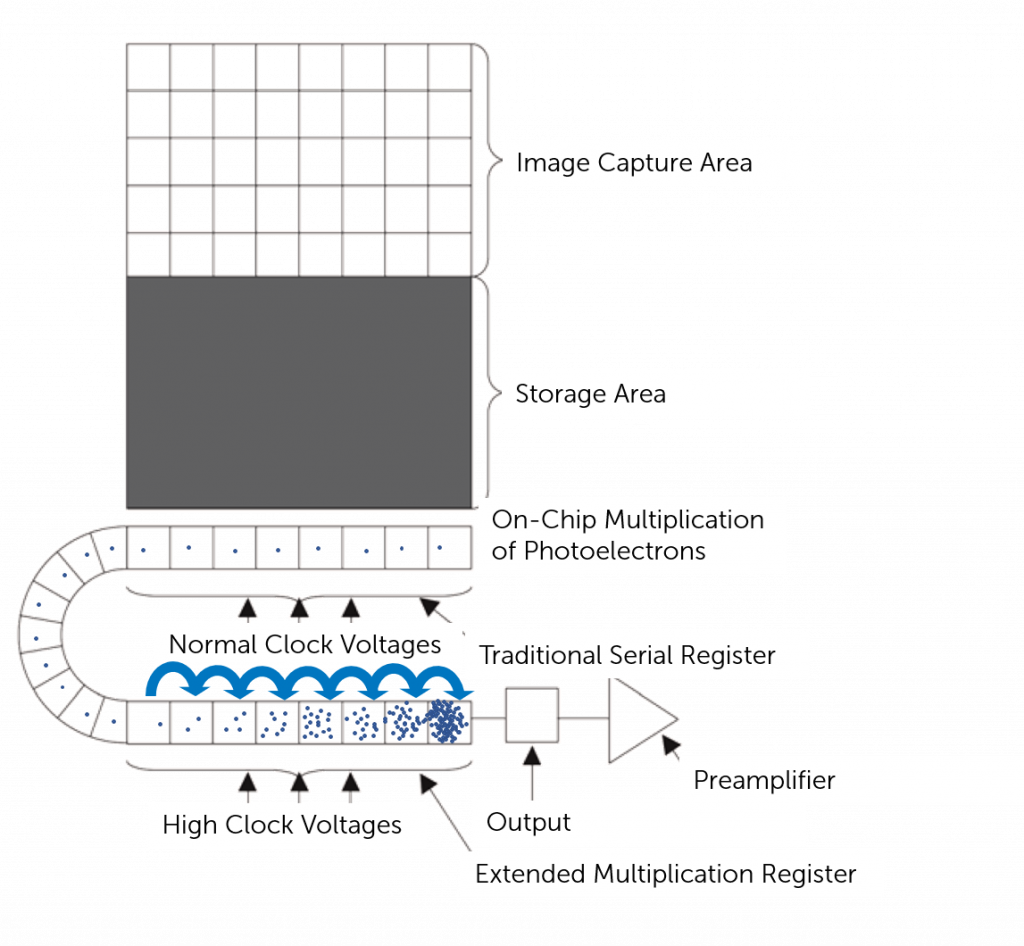 Image Capture Area
Storage Area
On-Chip Multiplication
of Photoelectrons
Normal Clock Voltages
Traditional Serial Register
Preamplifier
High Clock Voltages
Output
Extended Multiplication Register